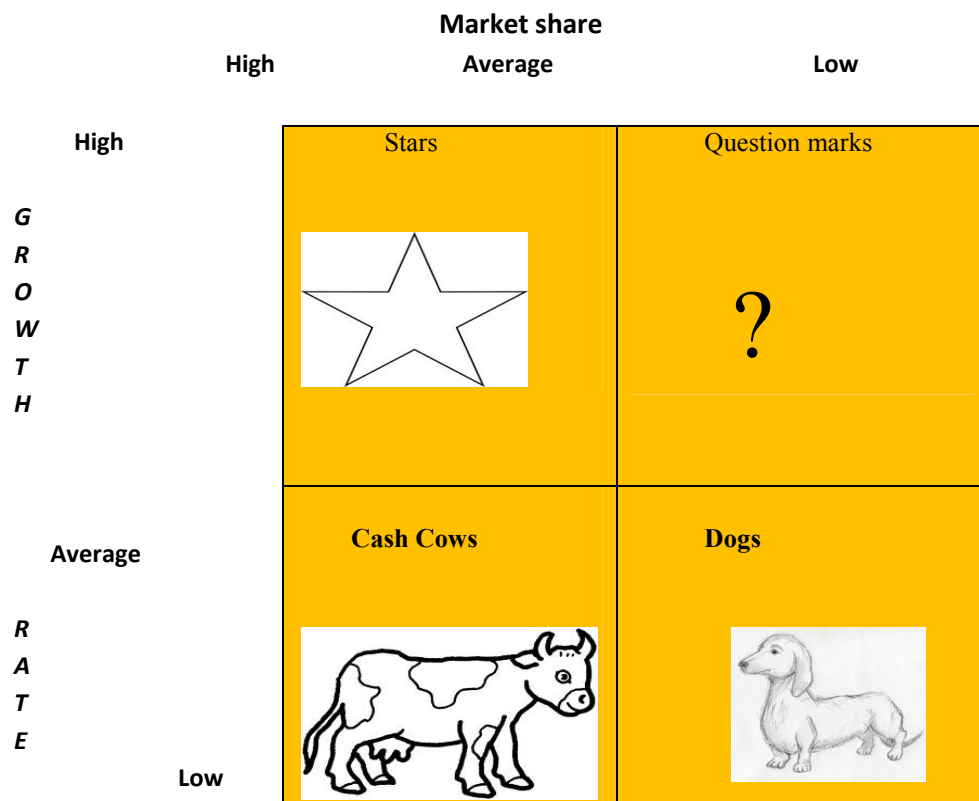 Market share
High Average Low
High
Stars Question marks
G
R
O
W
T
H
?
Cash Cows Dogs
Average
R
A
T
E
Low